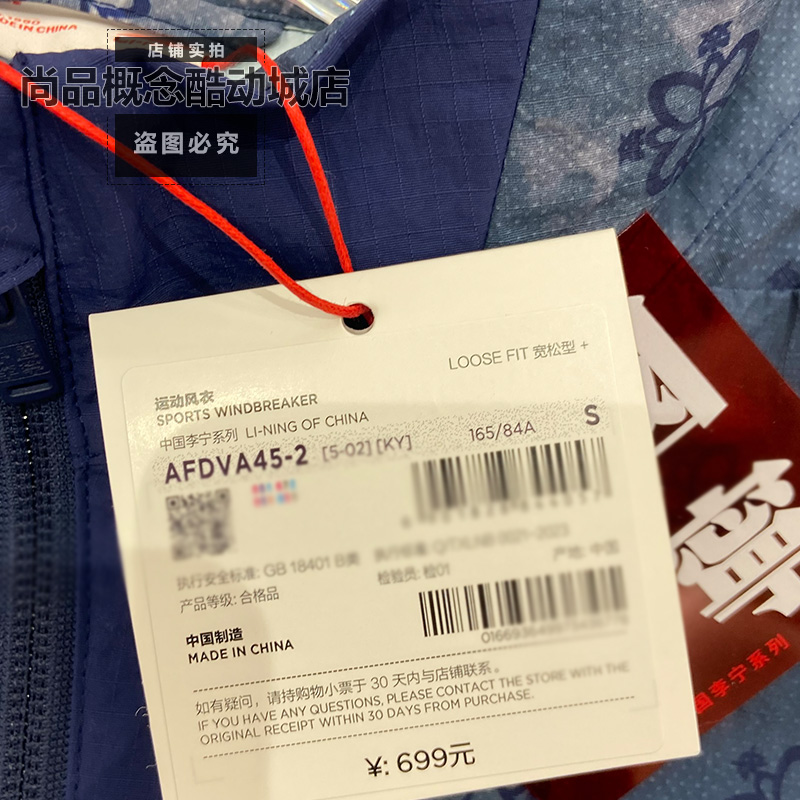 DE IN CHINA
店铺实拍
尚品概念酷动城店
盗图必究
LOOSE FIT 宽松型 +
运动风衣
SPORTS WINDBREAKER
中国李宁系列 LI-NING OF CHINA
AFDVA45-2 [5-02] [KY] 165/84A S
执行安全标准: GB 18401 B类
产品等级: 合格品
检验员: 检01
产地: 中国
中国制造
MADE IN CHINA
如有疑问，请持购物小票于 30 天内与店铺联系。
IF YOU HAVE ANY QUESTIONS, PLEASE CONTACT THE STORE WITH THE
ORIGINAL RECEIPT WITHIN 30 DAYS FROM PURCHASE.
¥: 699元
寧
国李宁系列